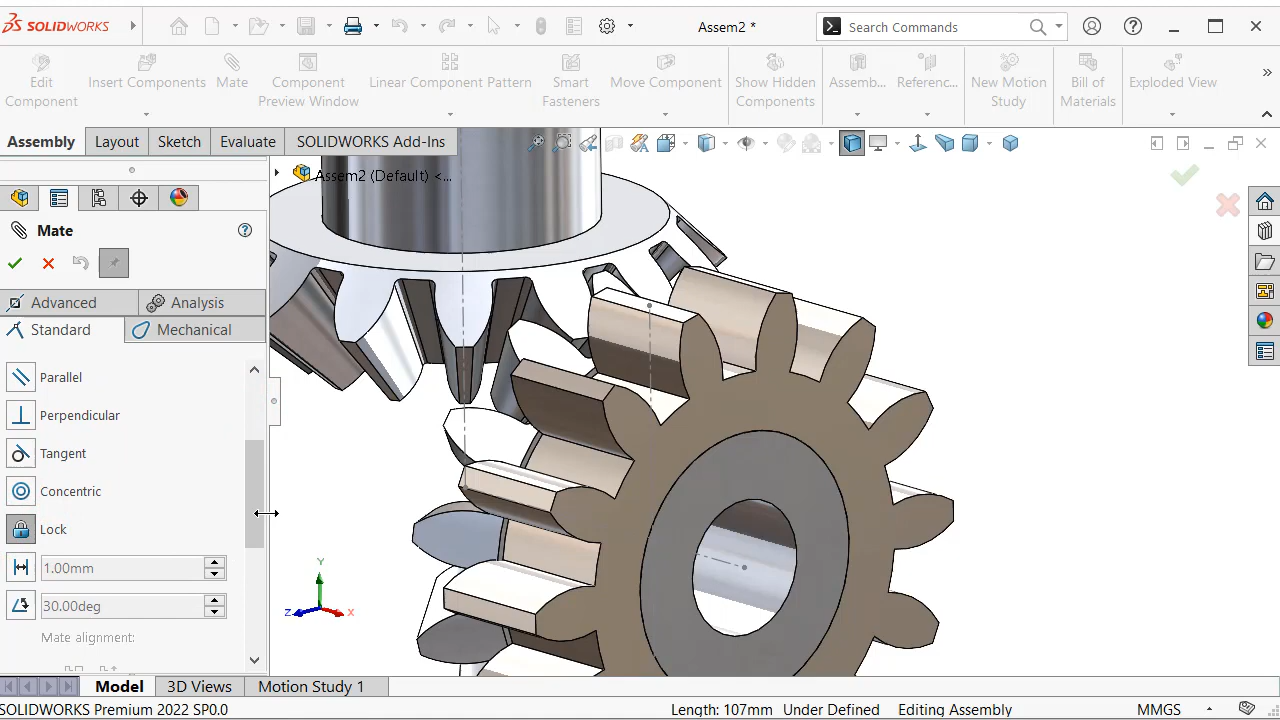 SOLIDWORKS
Assem2 *
Search Commands
Edit
Component
Insert Components
Mate
Component
Preview Window
Linear Component Pattern
Smart
Fasteners
Move Component
Show Hidden
Components
Assemb...
Referenc...
New Motion
Study
Bill of
Materials
Exploded View
Assembly
Layout
Sketch
Evaluate
SOLIDWORKS Add-Ins
Assem2 (Default) <...
Mate
Advanced
Analysis
Standard
Mechanical
Parallel
Perpendicular
Tangent
Concentric
Lock
1.00mm
30.00deg
Mate alignment:
Y
Z
X
Model
3D Views
Motion Study 1
SOLIDWORKS Premium 2022 SP0.0
Length: 107mm
Under Defined
Editing Assembly
MMGS